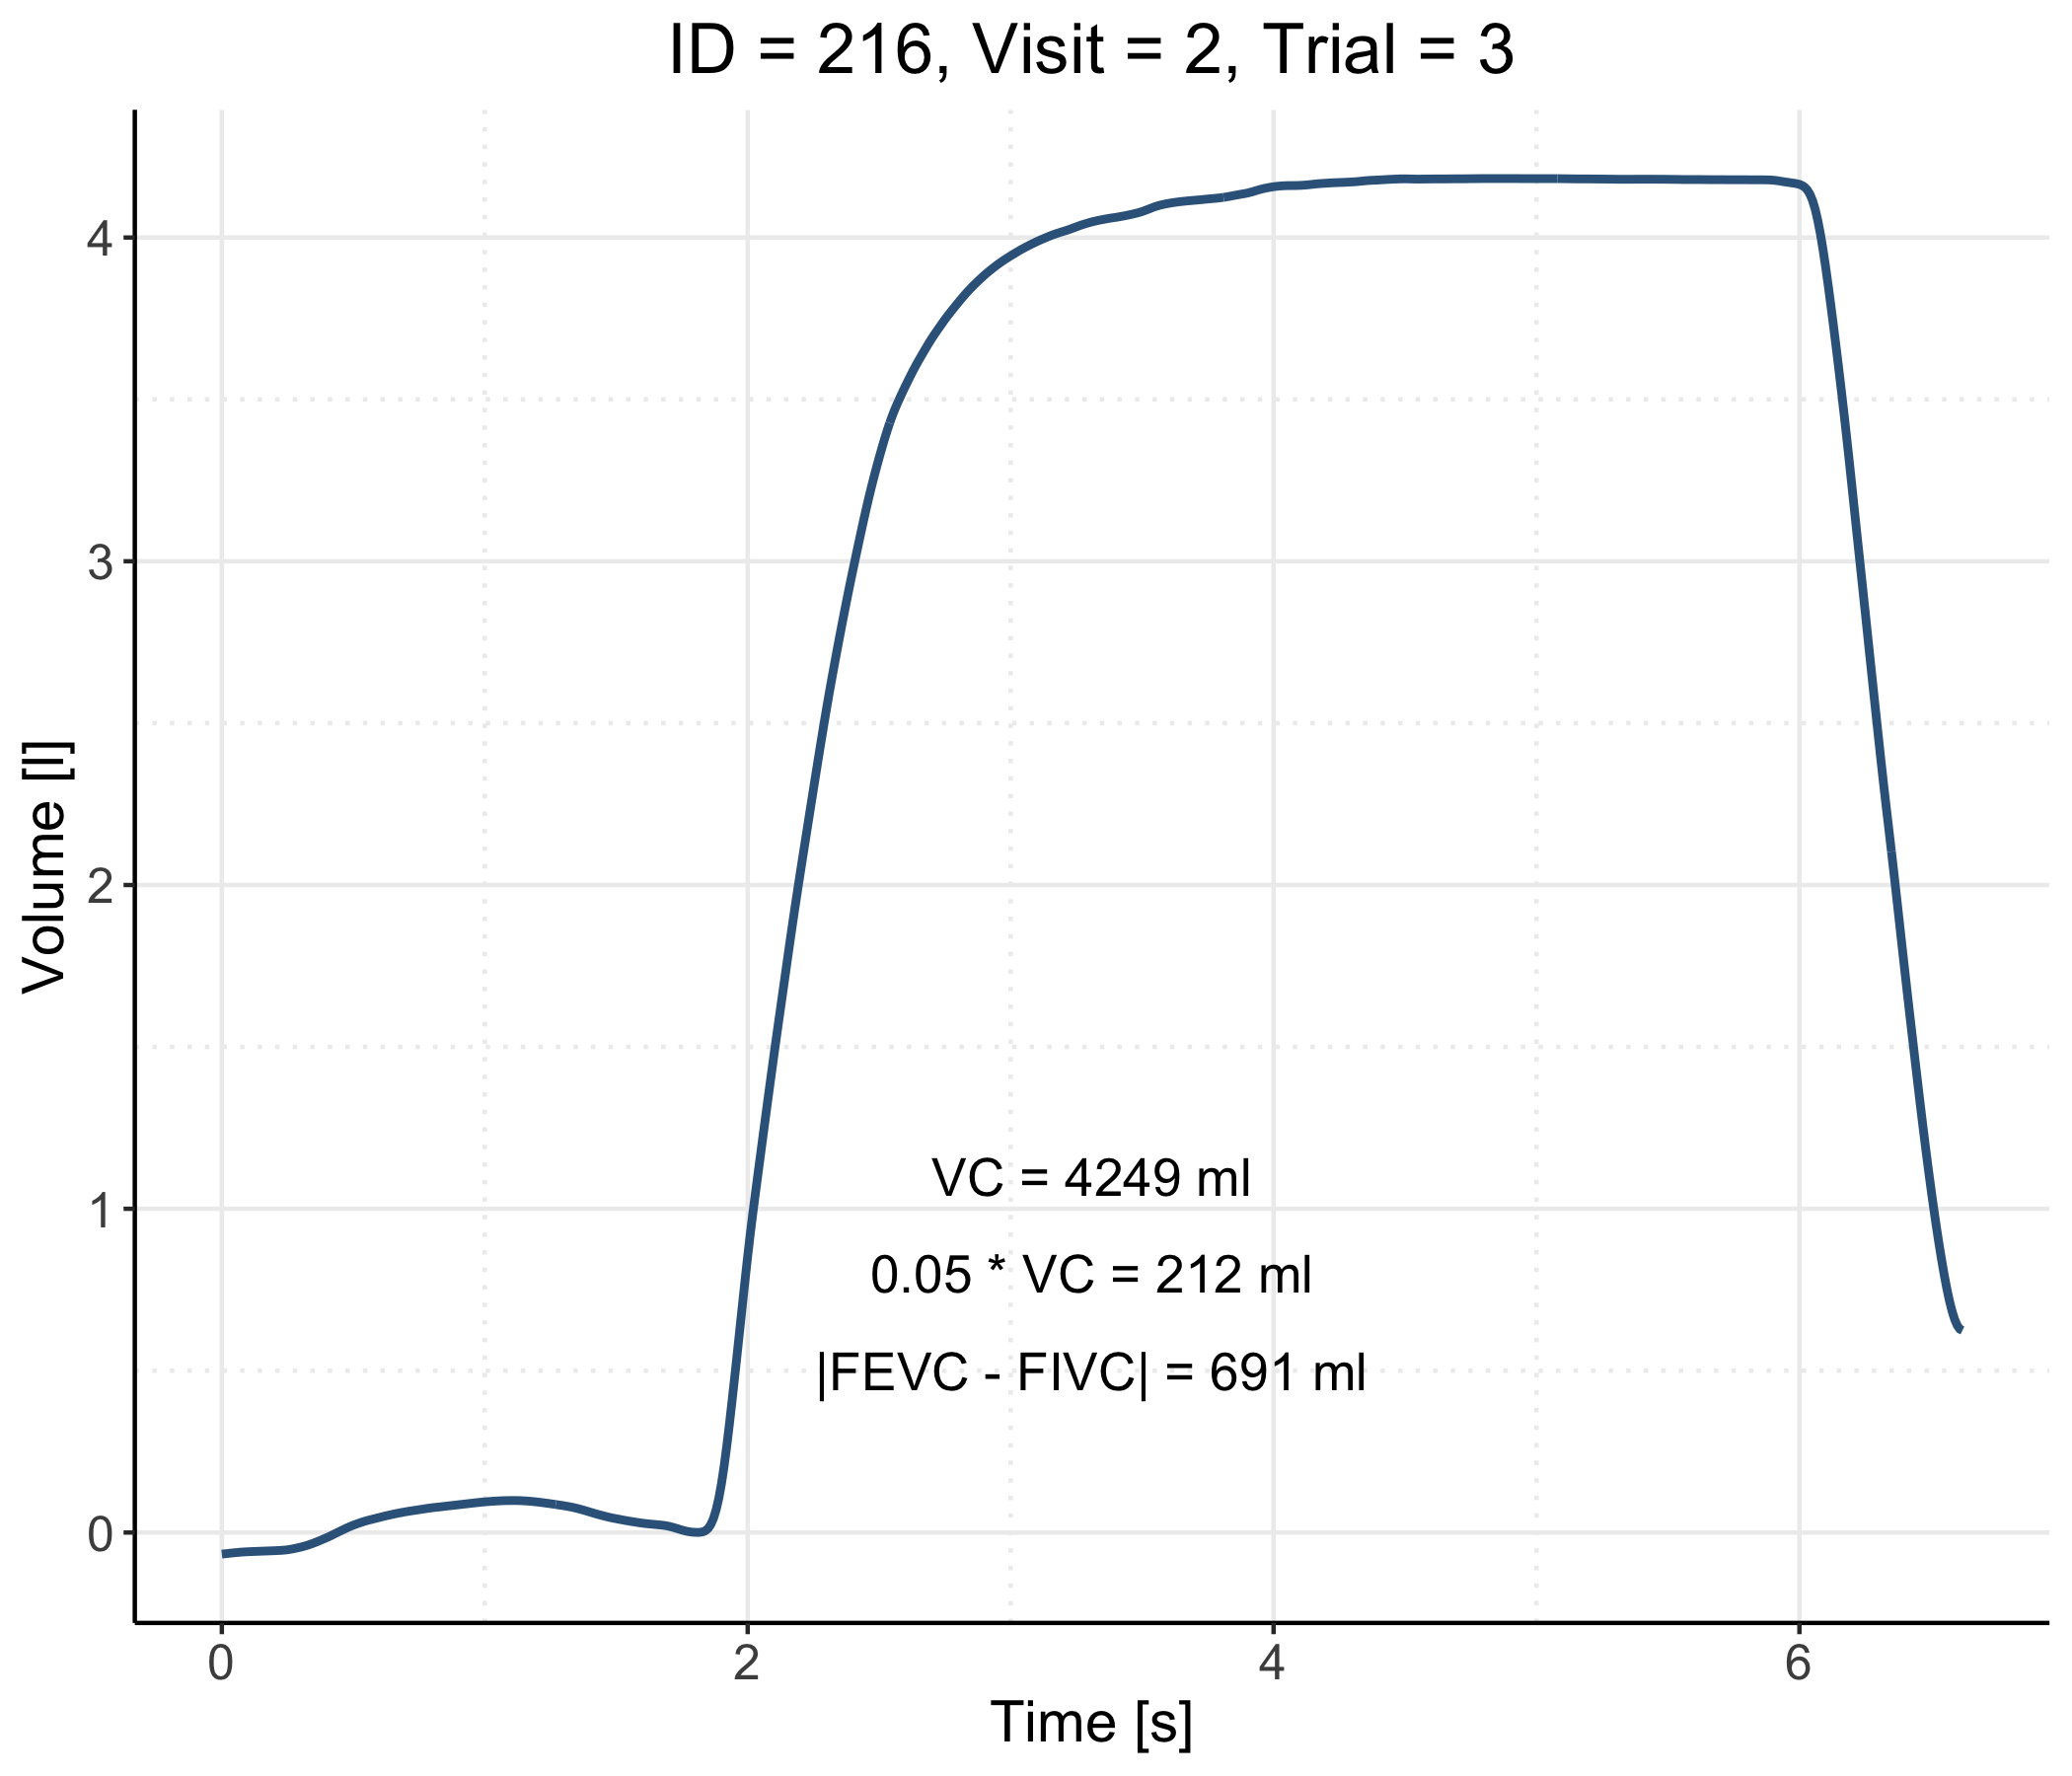 ID = 216, Visit = 2, Trial = 3
Volume [l]
4
3
2
1
0
VC = 4249 ml
0.05 * VC = 212 ml
|FEVC - FIVC| = 691 ml
0 2 4 6
Time [s]